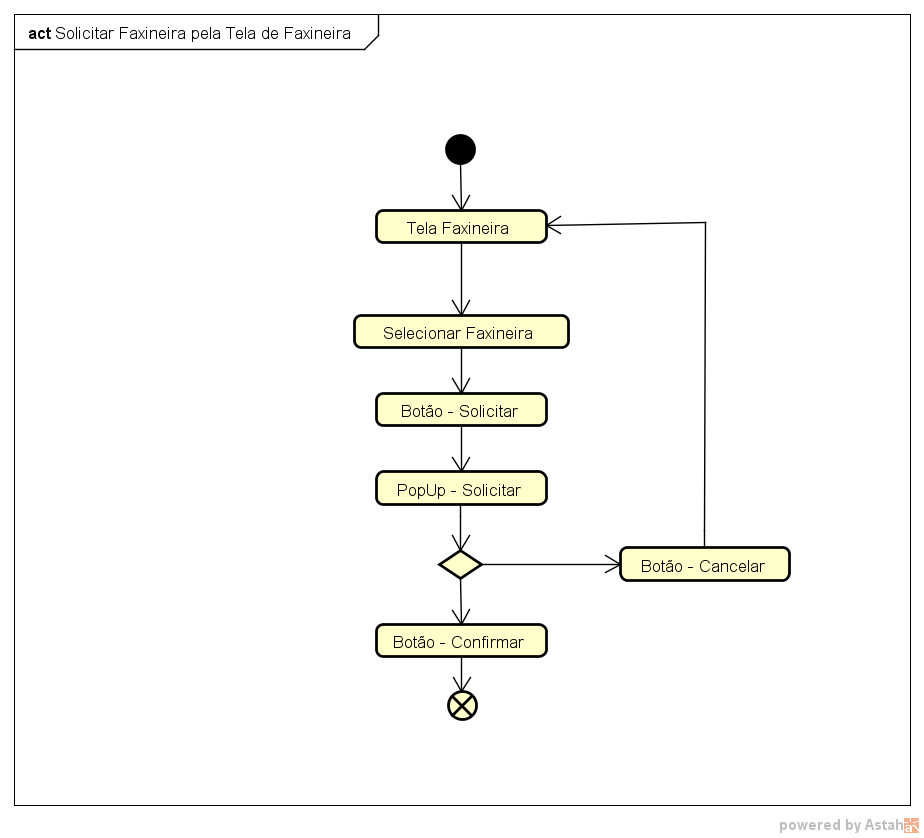 act Solicitar Faxineira pela Tela de Faxineira
Tela Faxineira
Selecionar Faxineira
Botão - Solicitar
PopUp - Solicitar
Botão - Cancelar
Botão - Confirmar
powered by Astah